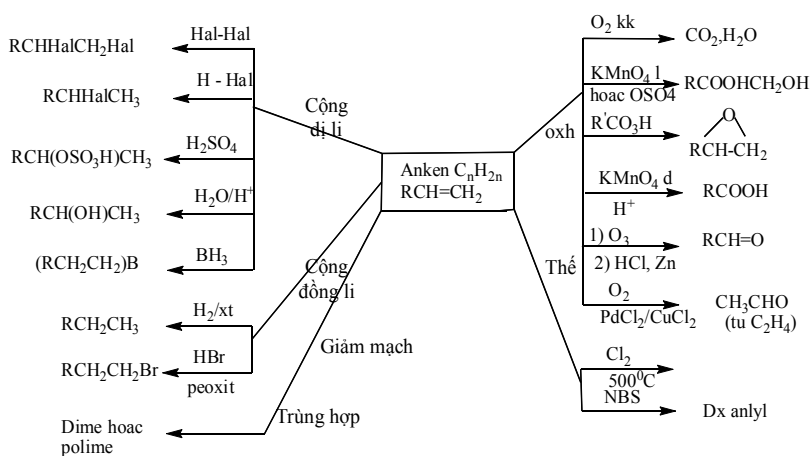 Hal-Hal
RCHHalCH2Hal
H - Hal
RCHHalCH3
Cộng
dị li
H2SO4
RCH(OSO3H)CH3
H2O/H+
RCH(OH)CH3
BH3
(RCH2CH2)B
Cộng
đồng li
H2/xt
RCH2CH3
HBr
RCH2CH2Br
peoxit
Giảm mạch
Trùng hợp
Dime hoac
polime
Anken CnH2n
RCH=CH2
oxh
O2 kk
CO2,H2O
KMnO4 l
RCOOHCH2OH
hoac OSO4
R'CO3H
O
RCH-CH2
KMnO4 d
RCOOH
H+
1) O3
RCH=O
2) HCl, Zn
O2
CH3CHO
PdCl2/CuCl2
(tu C2H4)
Thế
Cl2
500⁰C
NBS
Dx anlyl